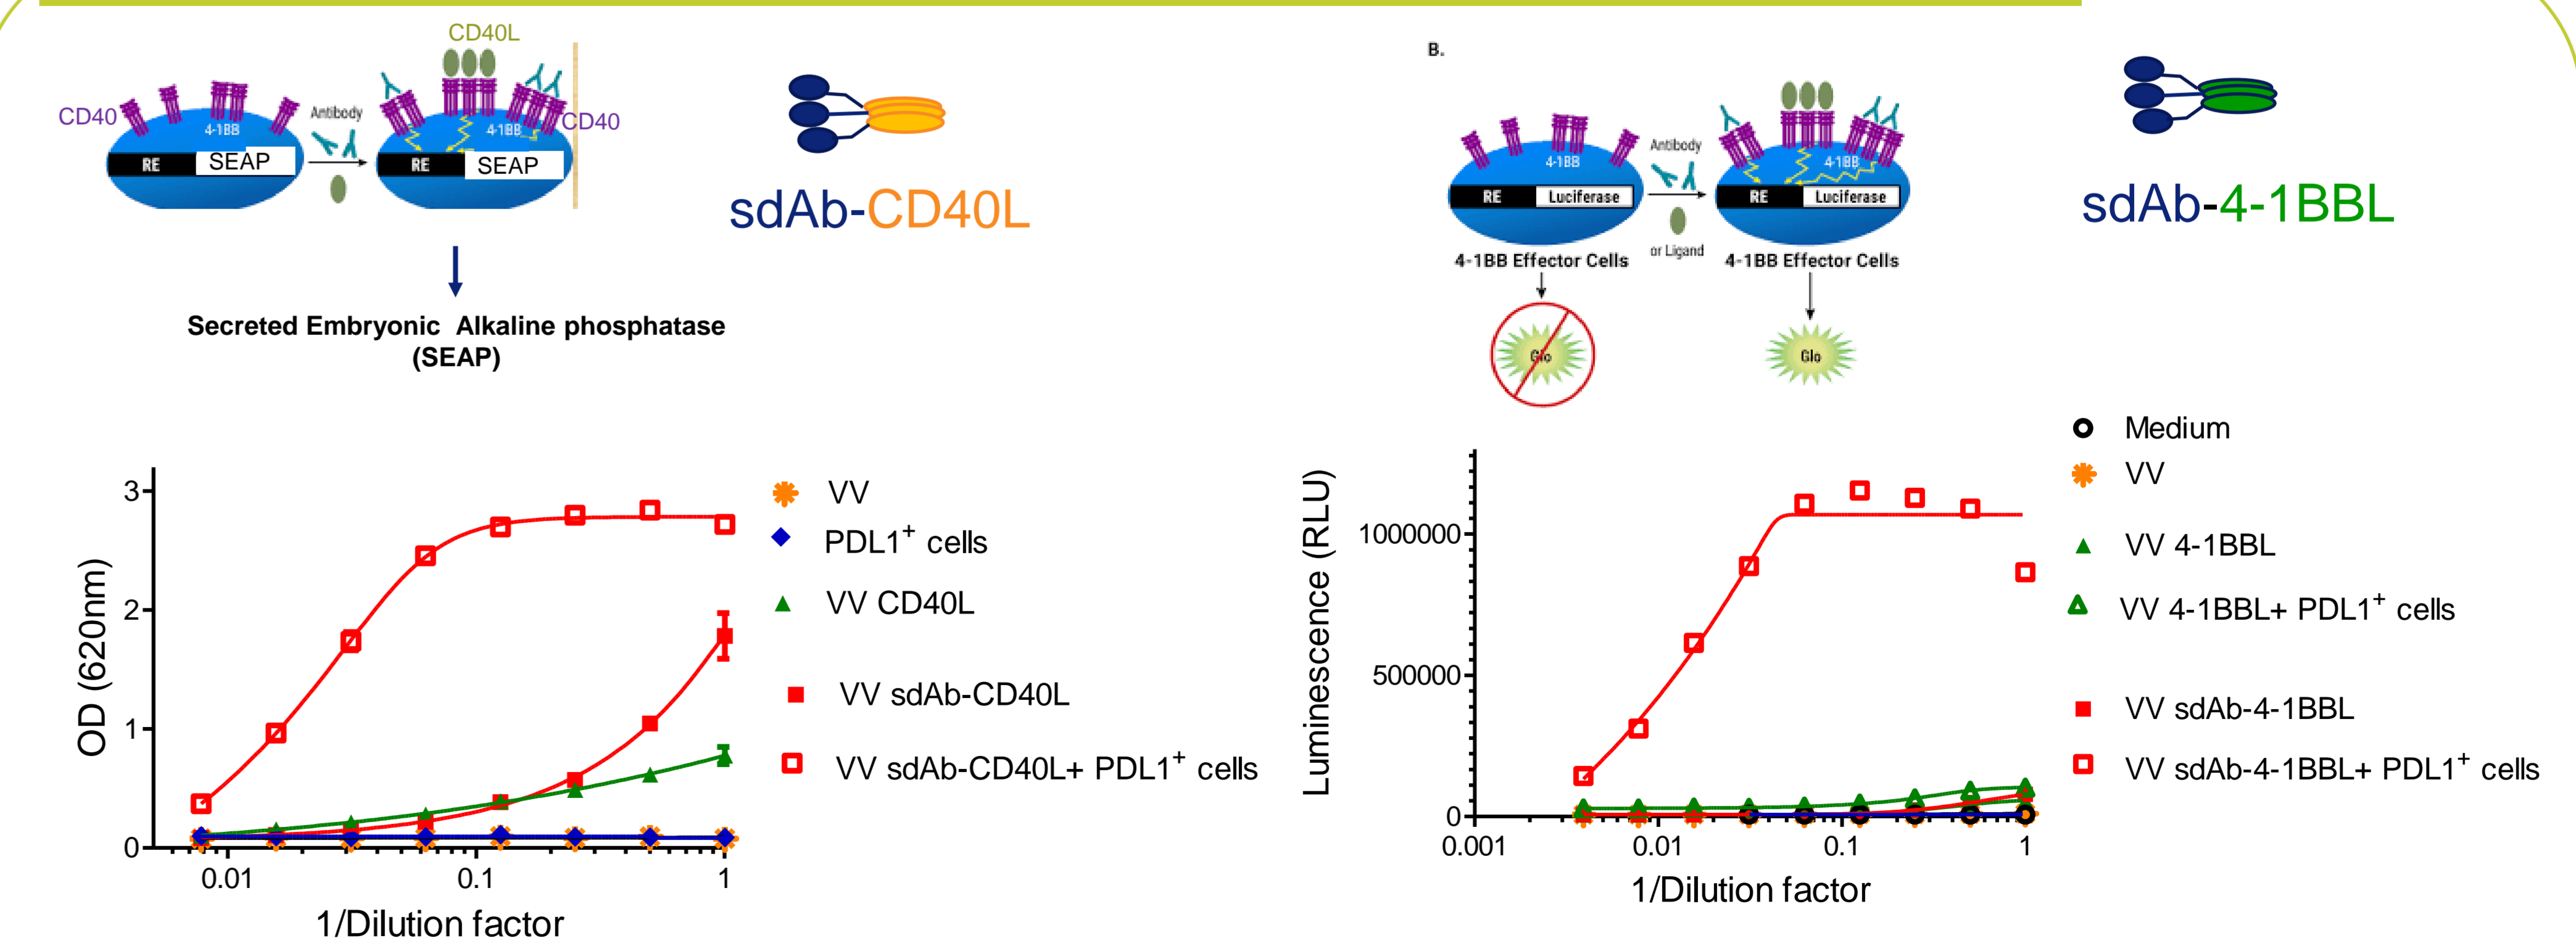 CD40L
CD40
4-1BB
Antibody
4-1BB
CD40
RE
SEAP
RE
SEAP
Secreted Embryonic Alkaline phosphatase
(SEAP)
sdAb-CD40L
B.
4-1BB
Antibody
4-1BB
RE
Luciferase
RE
Luciferase
or Ligand
4-1BB Effector Cells
4-1BB Effector Cells
Glo
Glo
sdAb-4-1BBL
OD (620nm)
3
2
1
0
0.01
0.1
1
1/Dilution factor
VV
PDL1⁺ cells
VV CD40L
VV sdAb-CD40L
VV sdAb-CD40L+ PDL1⁺ cells
Luminescence (RLU)
1000000
500000
0
0.001
0.01
0.1
1
1/Dilution factor
Medium
VV
VV 4-1BBL
VV 4-1BBL+ PDL1⁺ cells
VV sdAb-4-1BBL
VV sdAb-4-1BBL+ PDL1⁺ cells